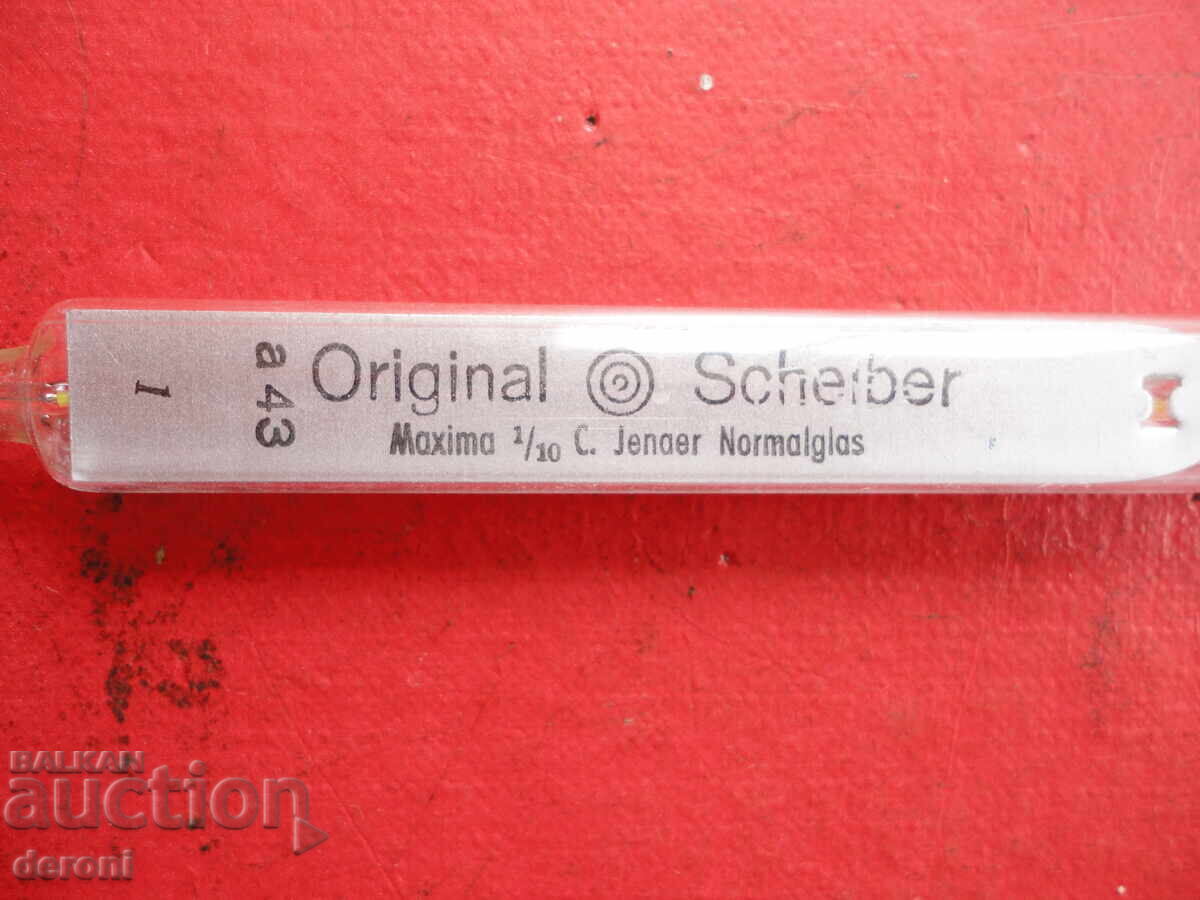 I
a 43
Original Scheiber
Maxima 1/10 C. Jenaer Normalglas
BALKAN
auction
deroni